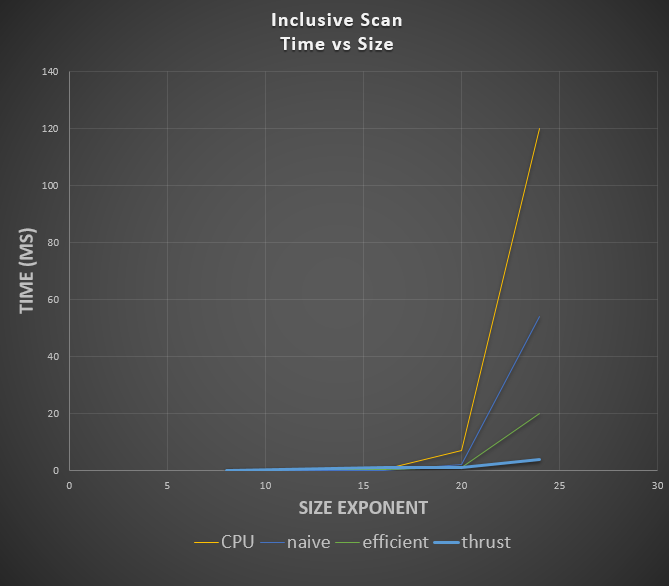 Inclusive Scan
Time vs Size
140
120
100
80
60
40
20
0
TIME (MS)
0 5 10 15 20 25 30
SIZE EXPONENT
CPU naive efficient thrust